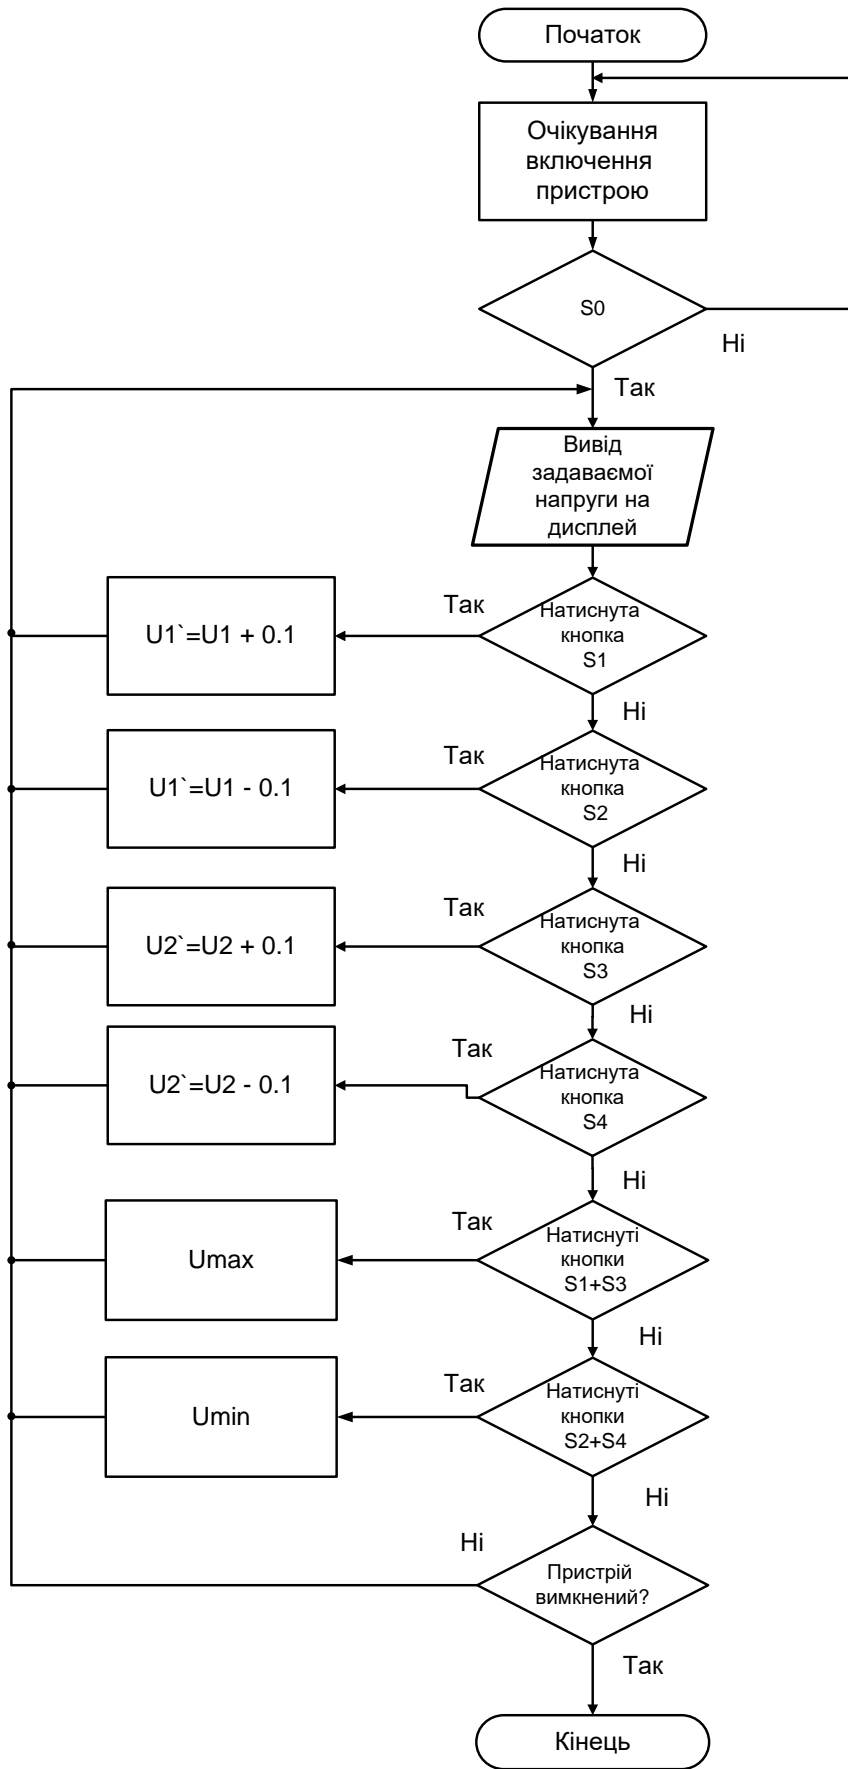 Початок
Очікування
включення
пристрою
S0
Ні
Так
Вивід
задаваємої
напруги на
дисплей
U1`=U1 + 0.1
Так
Натиснута
кнопка
S1
Ні
U1`=U1 - 0.1
Так
Натиснута
кнопка
S2
Ні
U2`=U2 + 0.1
Так
Натиснута
кнопка
S3
Ні
U2`=U2 - 0.1
Так
Натиснута
кнопка
S4
Ні
Umax
Так
Натиснуті
кнопки
S1+S3
Ні
Umin
Так
Натиснуті
кнопки
S2+S4
Ні
Ні
Пристрій
вимкнений?
Так
Кінець